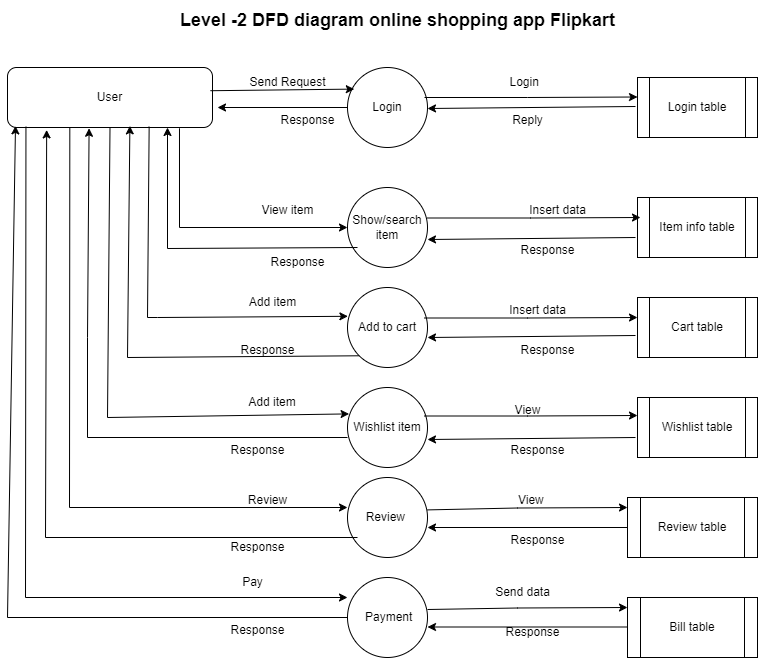 Level -2 DFD diagram online shopping app Flipkart
User
Send Request
Response
Login
Login
Reply
Login table
View item
Response
Show/search
item
Insert data
Response
Item info table
Add item
Response
Add to cart
Insert data
Response
Cart table
Add item
Response
Wishlist item
View
Response
Wishlist table
Review
Response
Review
View
Response
Review table
Pay
Response
Payment
Send data
Response
Bill table